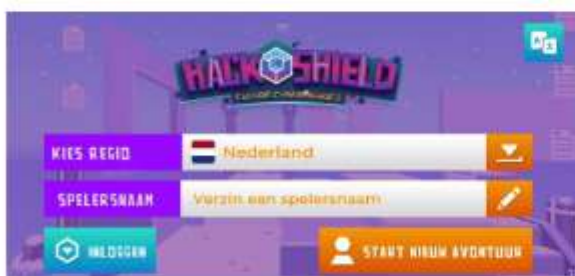 HACKSHIELD
KIES REGIO Nederland
SPELERSNAAM Verzin een spelersnaam
INLOGGEN START NIEUW AVONTUUR